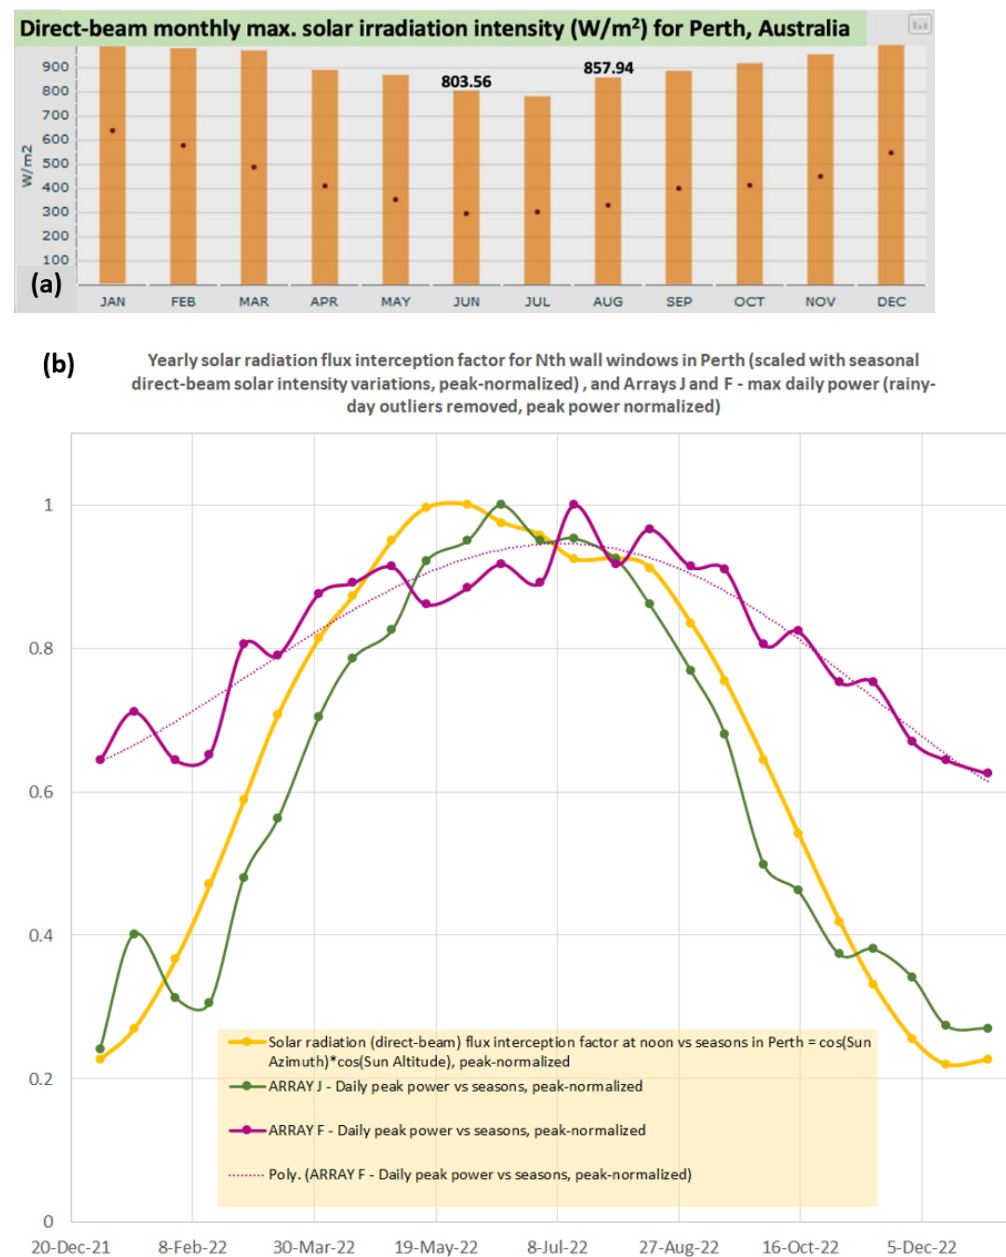 Direct-beam monthly max. solar irradiation intensity (W/m²) for Perth, Australia
900
800
700
600
500
400
300
200
100
W/m2
803.56
857.94
(a)
JAN FEB MAR APR MAY JUN JUL AUG SEP OCT NOV DEC
(b)
Yearly solar radiation flux interception factor for Nth wall windows in Perth (scaled with seasonal
direct-beam solar intensity variations, peak-normalized) , and Arrays J and F - max daily power (rainy-
day outliers removed, peak power normalized)
1
0.8
0.6
0.4
0.2
0
Solar radiation (direct-beam) flux interception factor at noon vs seasons in Perth = cos(Sun
Azimuth)*cos(Sun Altitude), peak-normalized
ARRAY J - Daily peak power vs seasons, peak-normalized
ARRAY F - Daily peak power vs seasons, peak-normalized
Poly. (ARRAY F - Daily peak power vs seasons, peak-normalized)
20-Dec-21 8-Feb-22 30-Mar-22 19-May-22 8-Jul-22 27-Aug-22 16-Oct-22 5-Dec-22